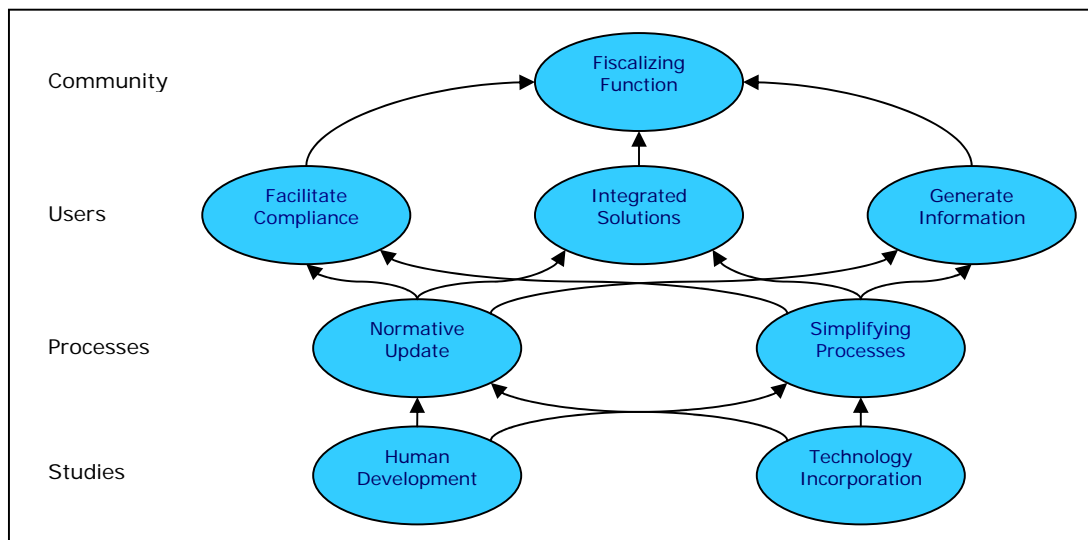 Community
Fiscalizing
Function
Users
Facilitate
Compliance
Integrated
Solutions
Generate
Information
Processes
Normative
Update
Simplifying
Processes
Studies
Human
Development
Technology
Incorporation